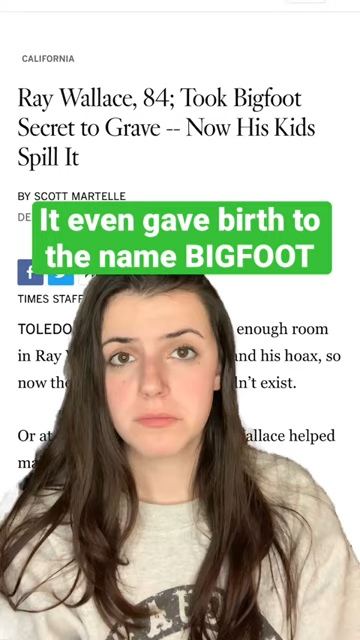 CALIFORNIA
Ray Wallace, 84; Took Bigfoot
Secret to Grave -- Now His Kids
Spill It
BY SCOTT MARTELLE
DE
It even gave birth to
the name BIGFOOT
f
TIMES STAFF
TOLEDO enough room
in Ray and his hoax, so
now the n't exist.
Or at Wallace helped
ma